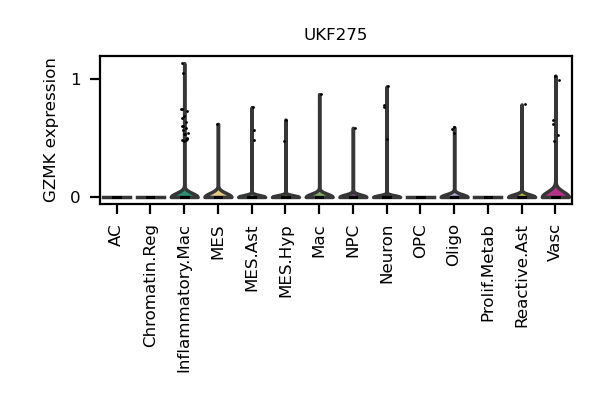 UKF275
GZMK expression
1
0
AC
Chromatin.Reg
Inflammatory.Mac
MES
MES.Ast
MES.Hyp
Mac
NPC
Neuron
OPC
Oligo
Prolif.Metab
Reactive.Ast
Vasc